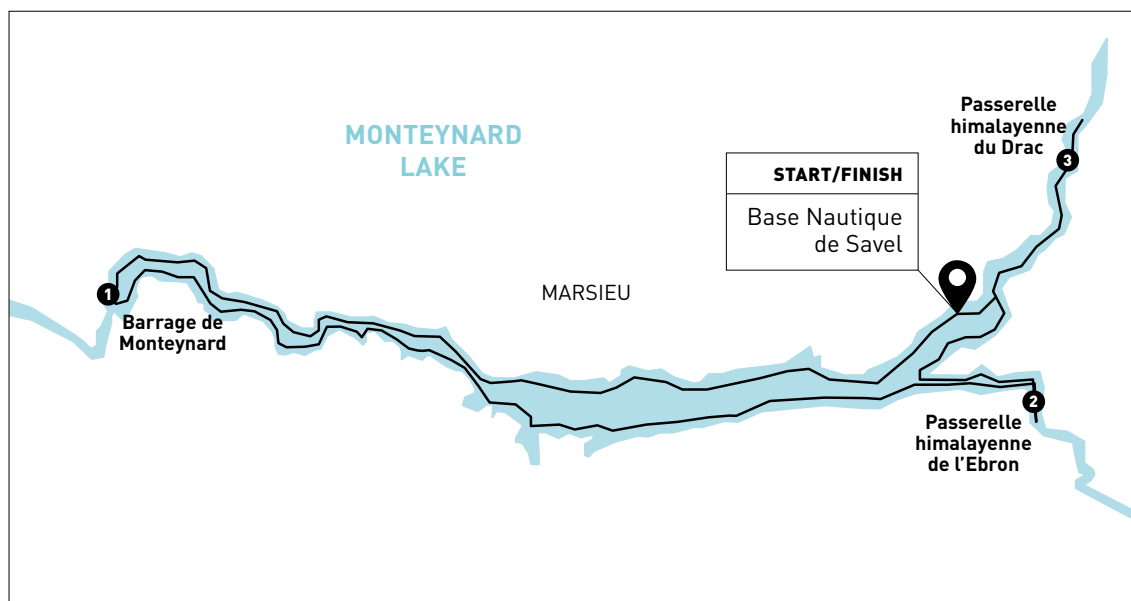 MONTEYNARD
LAKE
Passerelle
himalayenne
du Drac
3
START/FINISH
Base Nautique
de Savel
MARSIEU
1
Barrage de
Monteynard
2
Passerelle
himalayenne
de l’Ebron